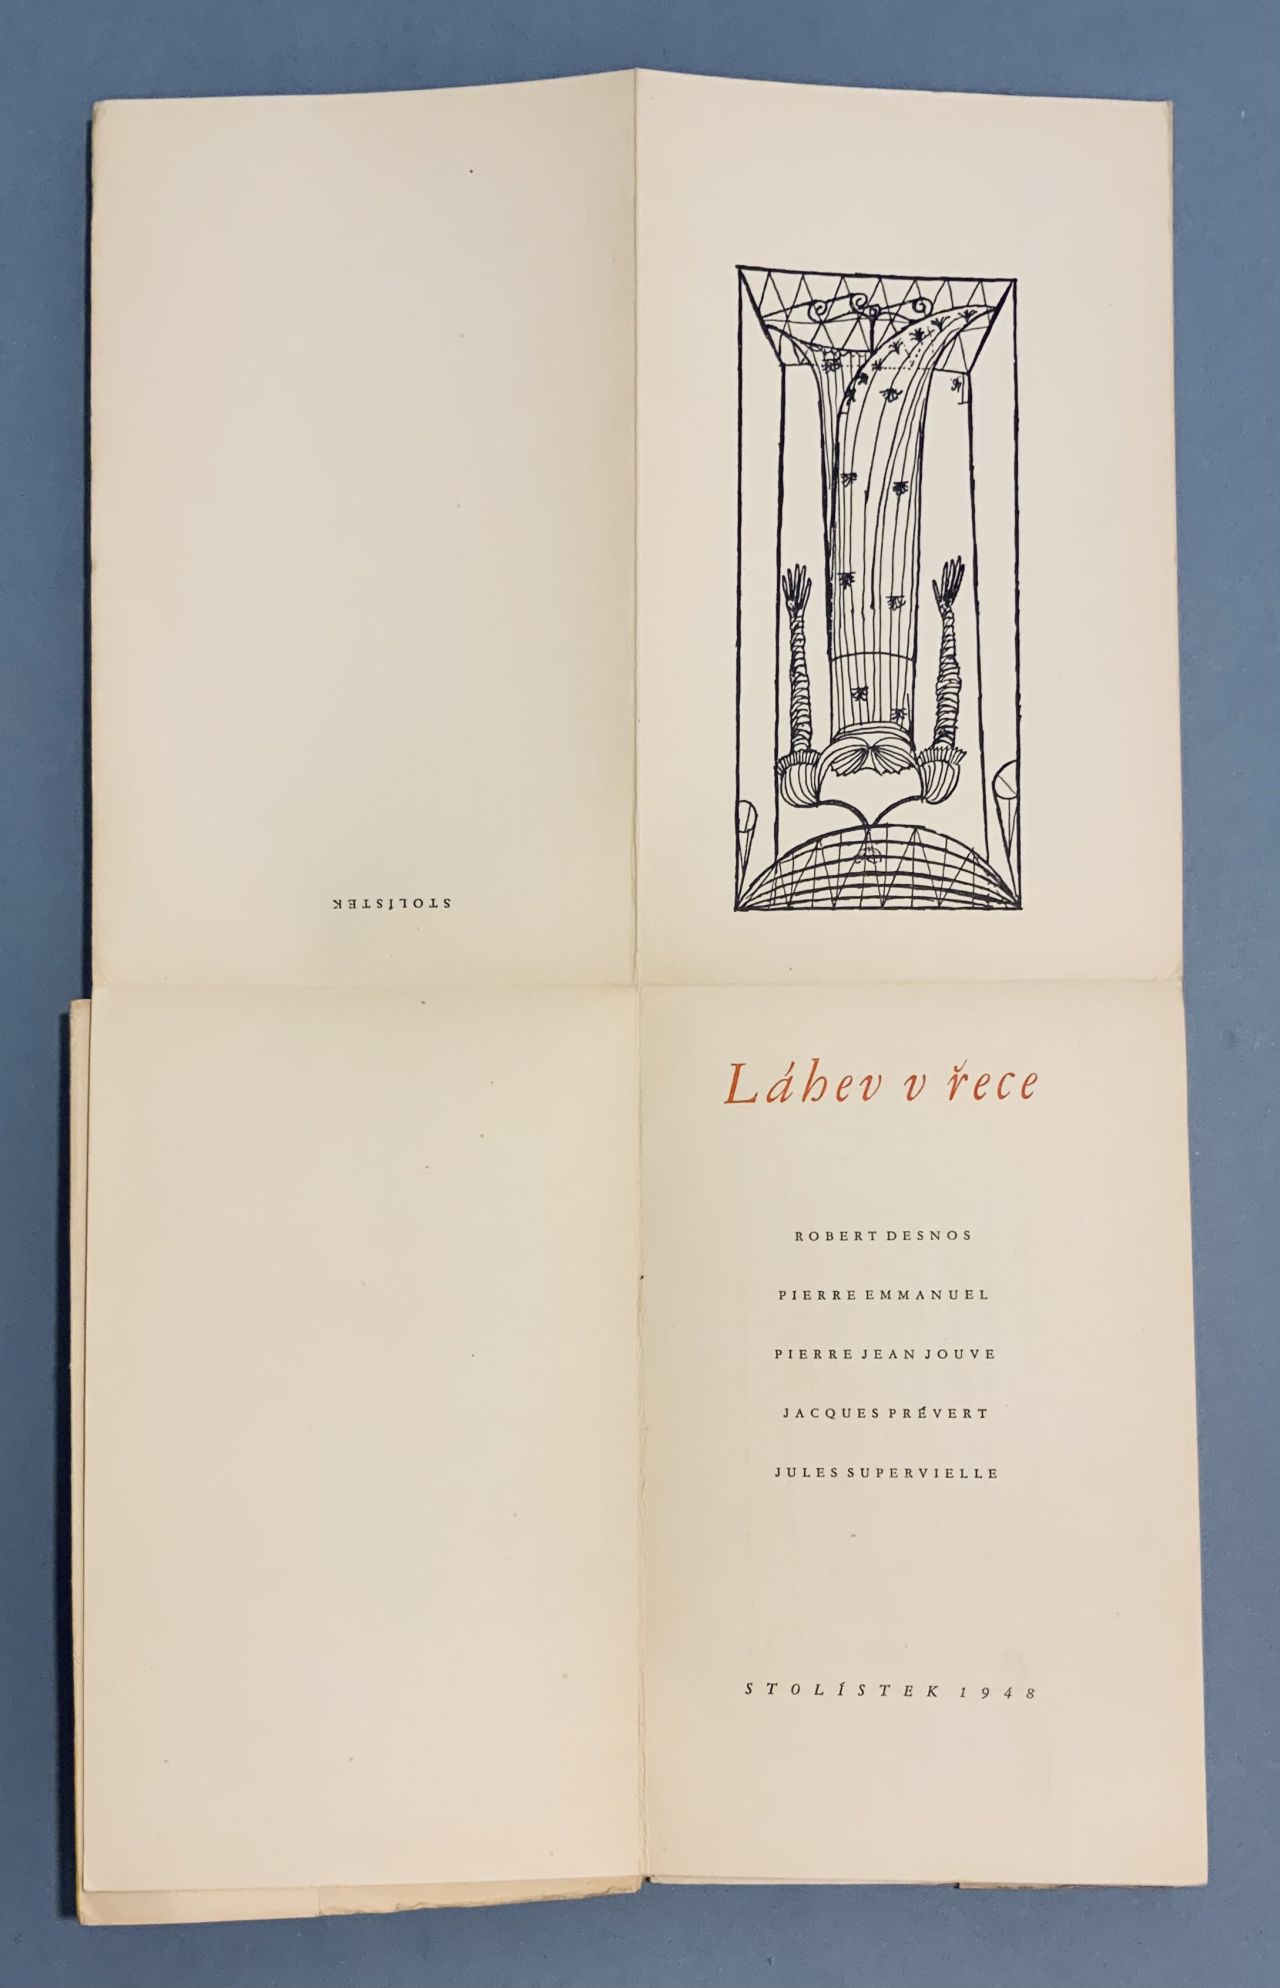 STOLÍSTEK
Láhev v řece
ROBERT DESNOS
PIERRE EMMANUEL
PIERRE JEAN JOUVE
JACQUES PRÉVERT
JULES SUPERVIELLE
STOLÍSTEK 1948